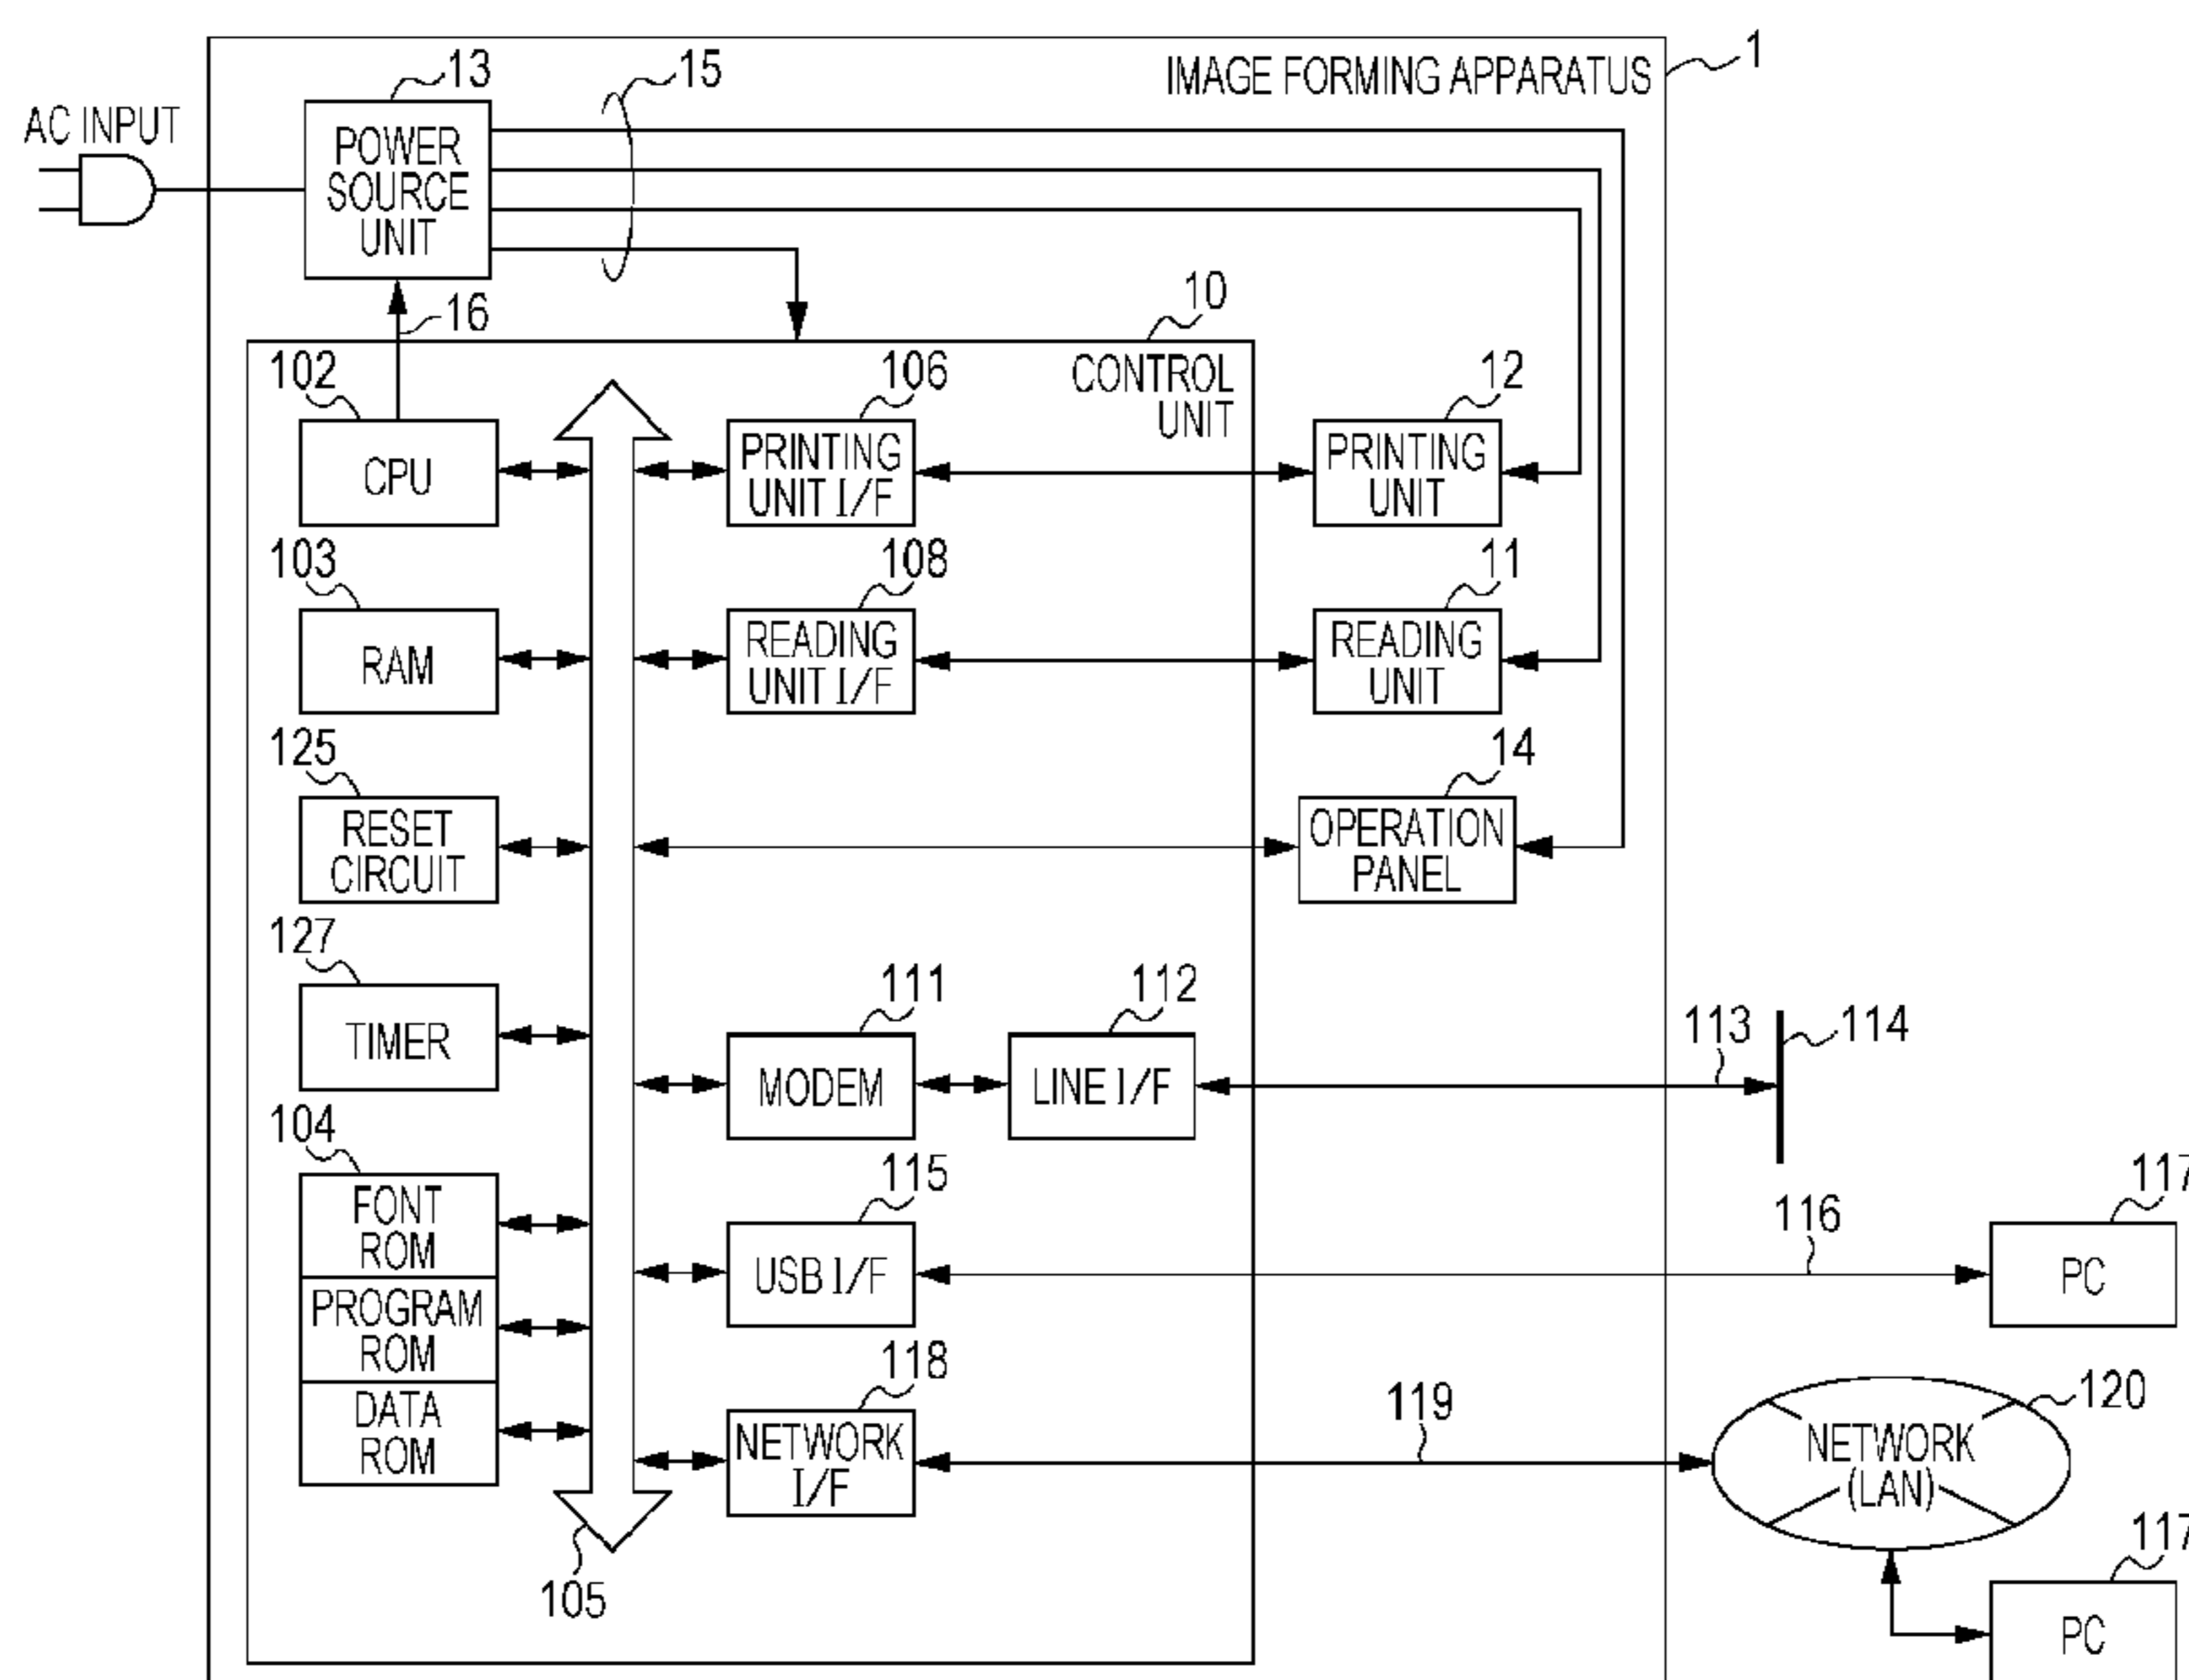 1
IMAGE FORMING APPARATUS
13
15
AC INPUT
POWER
SOURCE
UNIT
16
10
CONTROL
UNIT
102
CPU
106
PRINTING
UNIT I/F
12
PRINTING
UNIT
103
RAM
108
READING
UNIT I/F
11
READING
UNIT
125
RESET
CIRCUIT
14
OPERATION
PANEL
127
TIMER
111
MODEM
112
LINE I/F
113
114
104
FONT
ROM
PROGRAM
ROM
DATA
ROM
115
USB I/F
116
117
PC
118
NETWORK
I/F
119
120
NETWORK
(LAN)
117
PC
105